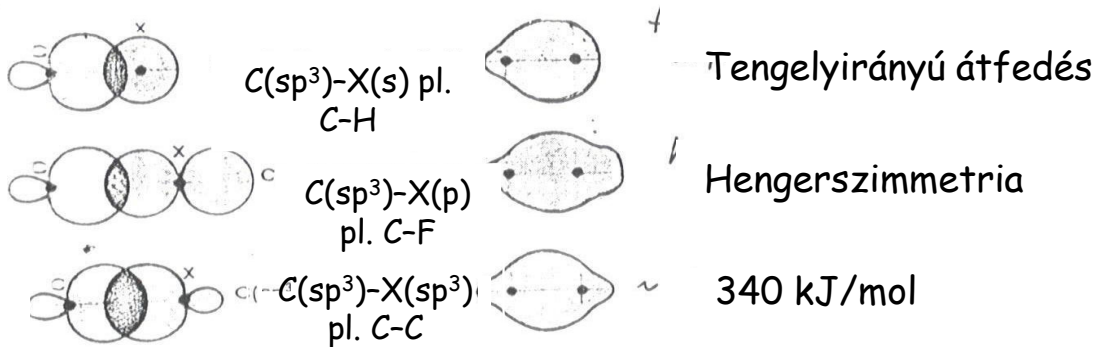 X
C(sp³)–X(s) pl.
C–H
Tengelyirányú átfedés
X
C
C(sp³)–X(p)
pl. C–F
Hengerszimmetria
X
C(sp³)–X(sp³)
pl. C–C
340 kJ/mol